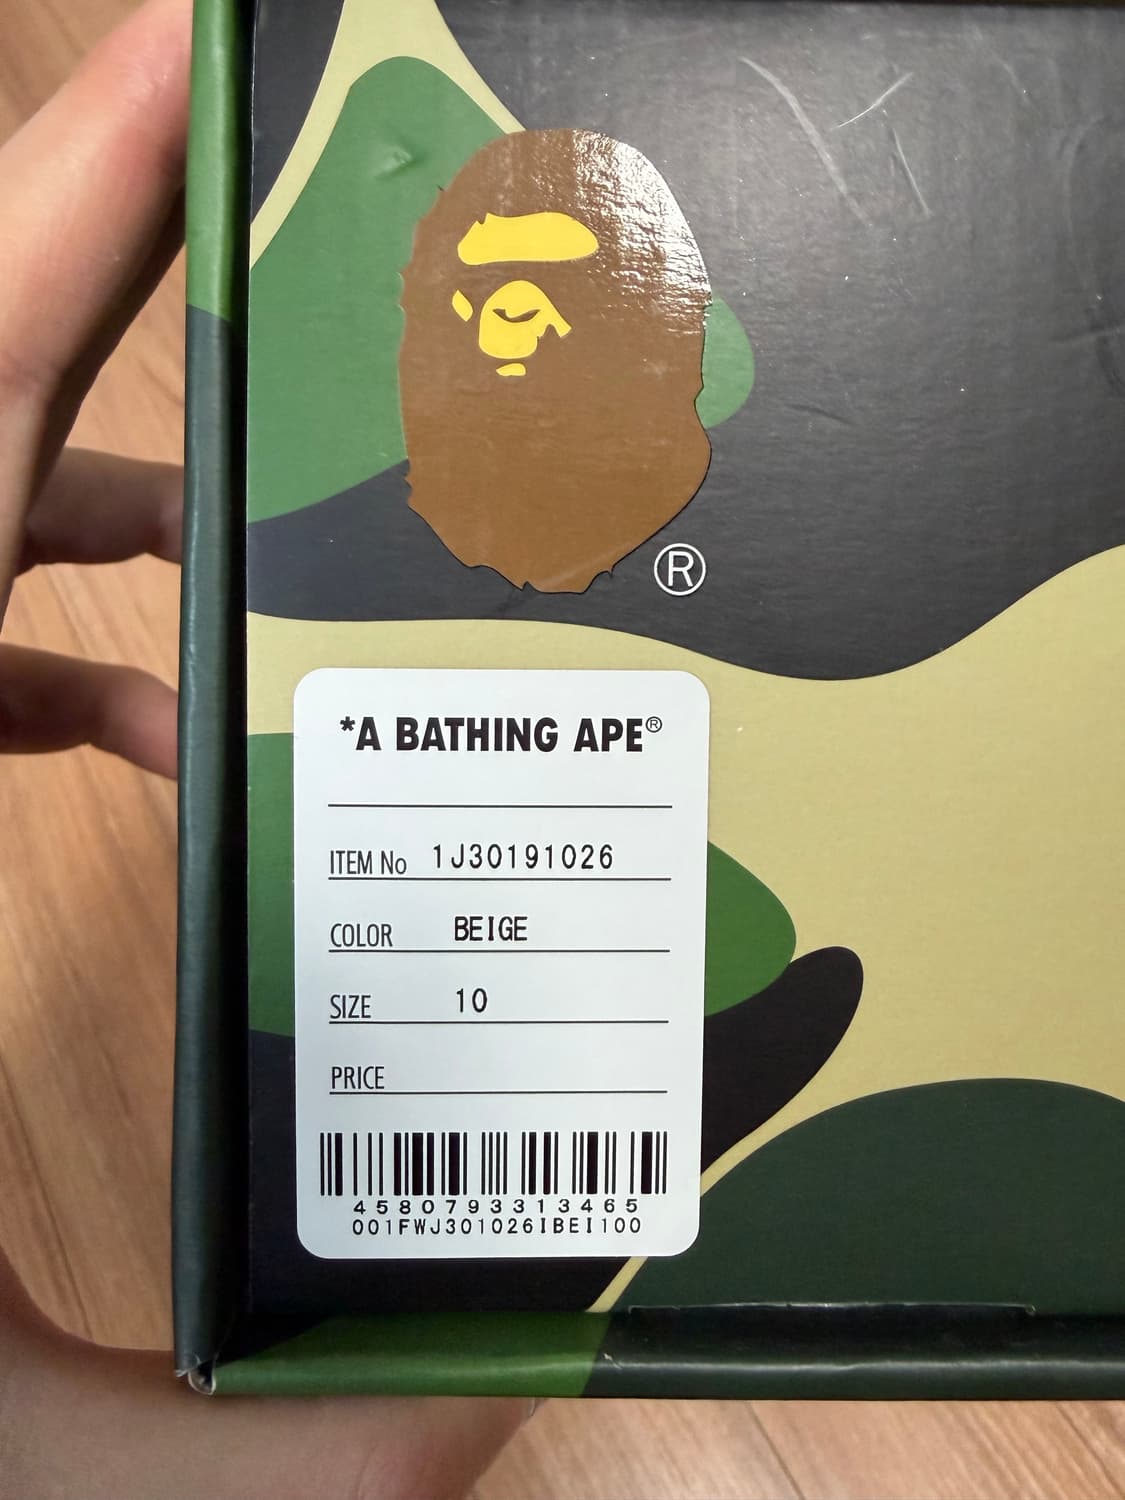 ®
*A BATHING APE®
ITEM No 1J30191026
COLOR BEIGE
SIZE 10
PRICE
4580793313465
001FWJ301026IBEI100